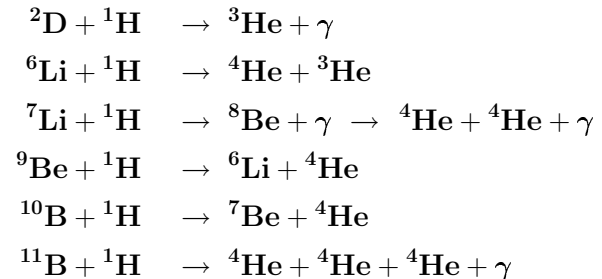 ²D + ¹H → ³He + γ
⁶Li + ¹H → ⁴He + ³He
⁷Li + ¹H → ⁸Be + γ → ⁴He + ⁴He + γ
⁹Be + ¹H → ⁶Li + ⁴He
¹⁰B + ¹H → ⁷Be + ⁴He
¹¹B + ¹H → ⁴He + ⁴He + ⁴He + γ